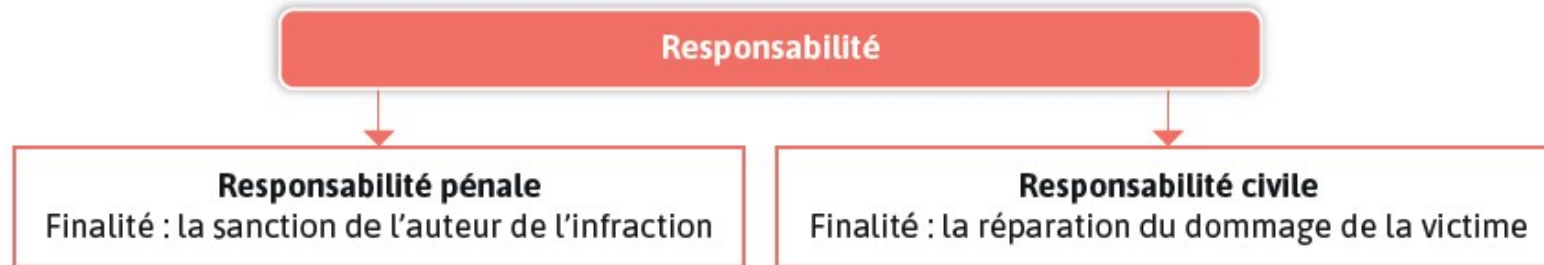 Responsabilité
Responsabilité pénale
Finalité : la sanction de l’auteur de l’infraction
Responsabilité civile
Finalité : la réparation du dommage de la victime